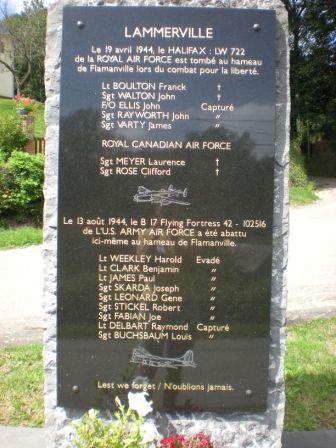 LAMMERVILLE
Le 19 avril 1944, le HALIFAX : LW 722
de la ROYAL AIR FORCE est tombé au hameau
de Flamanville lors du combat pour la liberté.
Lt BOULTON Franck †
Sgt WALTON John †
F/O ELLIS John Capturé
Sgt RAYWORTH John "
Sgt VARTY James "
ROYAL CANADIAN AIR FORCE
Sgt MEYER Laurence †
Sgt ROSE Clifford †
Le 13 août 1944, le B 17 Flying Fortress 42 - 102516
de L'U.S. ARMY AIR FORCE a été abattu
ici-même au hameau de Flamanville.
Lt WEEKLEY Harold Evadé
Lt CLARK Benjamin "
Lt JAMES Paul "
Sgt SKARDA Joseph "
Sgt LEONARD Gene "
Sgt STICKEL Robert "
Sgt FABIAN Joe "
Lt DELBART Raymond Capturé
Sgt BUCHSBAUM Louis "
Lest we forget / N'oublions jamais.